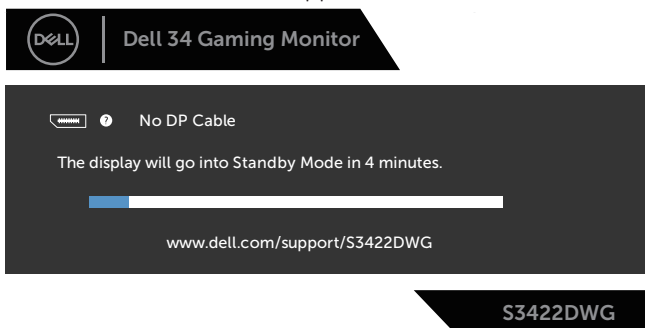 DELL
Dell 34 Gaming Monitor
? No DP Cable
The display will go into Standby Mode in 4 minutes.
www.dell.com/support/S3422DWG
S3422DWG